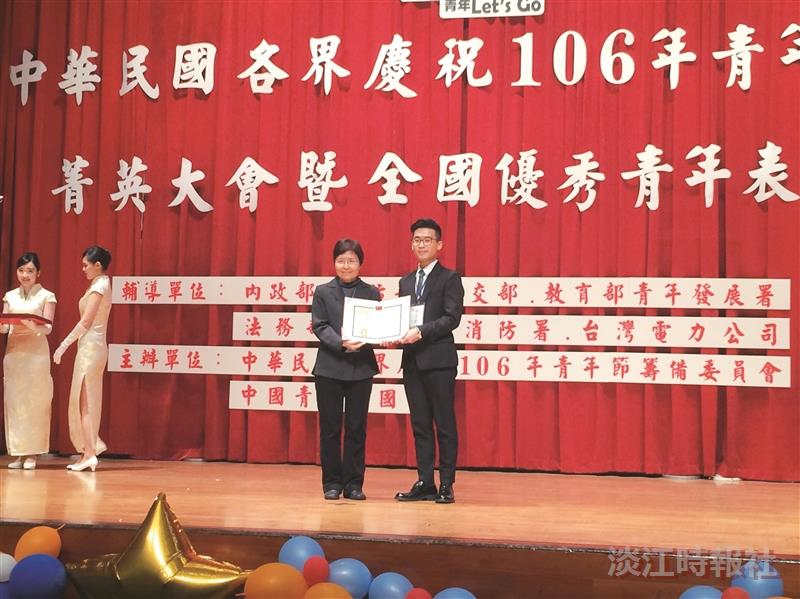 青年Let's Go
中華民國各界慶祝106年青年
菁英大會暨全國優秀青年表
輔導單位：內政部 交部．教育部青年發展署
法務 消防署．台灣電力公司
主辦單位：中華民 界 106年青年節籌備委員會
中國青 國
淡江時報社